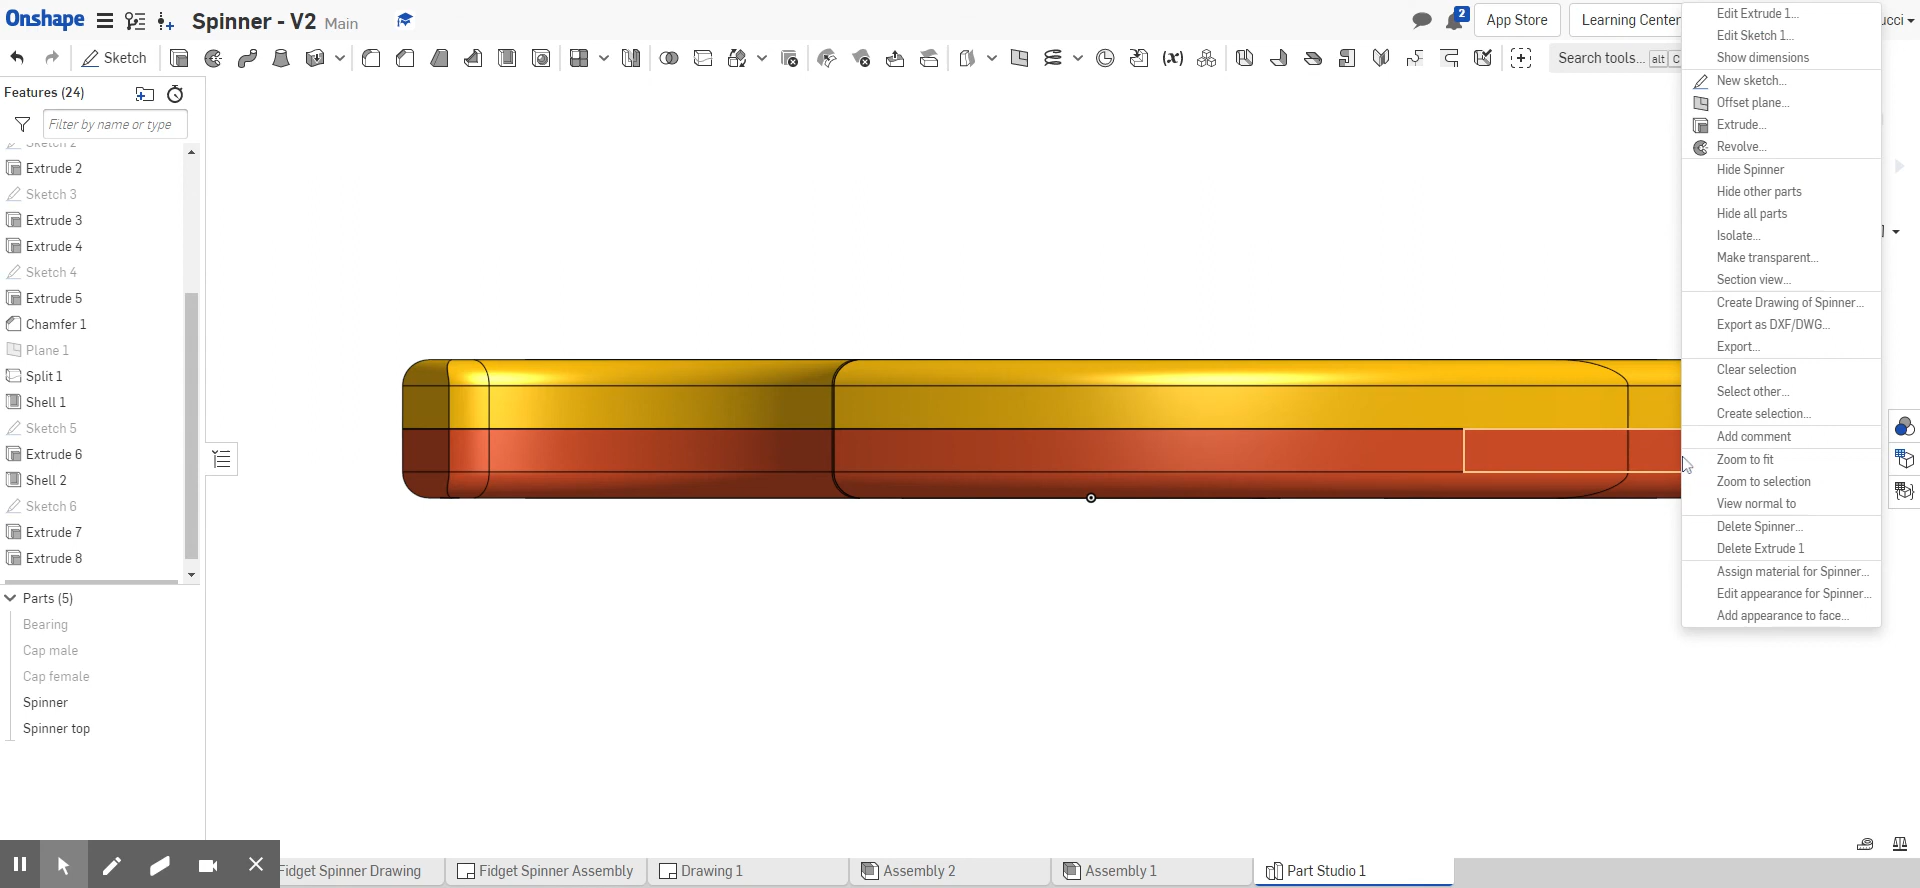 Onshape
Spinner - V2 Main
2
App Store
Learning Center
ucci
Sketch
Search tools... alt C
Features (24)
Filter by name or type
Sketch 2
Extrude 2
Sketch 3
Extrude 3
Extrude 4
Sketch 4
Extrude 5
Chamfer 1
Plane 1
Split 1
Shell 1
Sketch 5
Extrude 6
Shell 2
Sketch 6
Extrude 7
Extrude 8
Parts (5)
Bearing
Cap male
Cap female
Spinner
Spinner top
Edit Extrude 1...
Edit Sketch 1...
Show dimensions
New sketch...
Offset plane...
Extrude...
Revolve...
Hide Spinner
Hide other parts
Hide all parts
Isolate...
Make transparent...
Section view...
Create Drawing of Spinner...
Export as DXF/DWG...
Export...
Clear selection
Select other...
Create selection...
Add comment
Zoom to fit
Zoom to selection
View normal to
Delete Spinner...
Delete Extrude 1
Assign material for Spinner...
Edit appearance for Spinner...
Add appearance to face...
Fidget Spinner Drawing
Fidget Spinner Assembly
Drawing 1
Assembly 2
Assembly 1
Part Studio 1